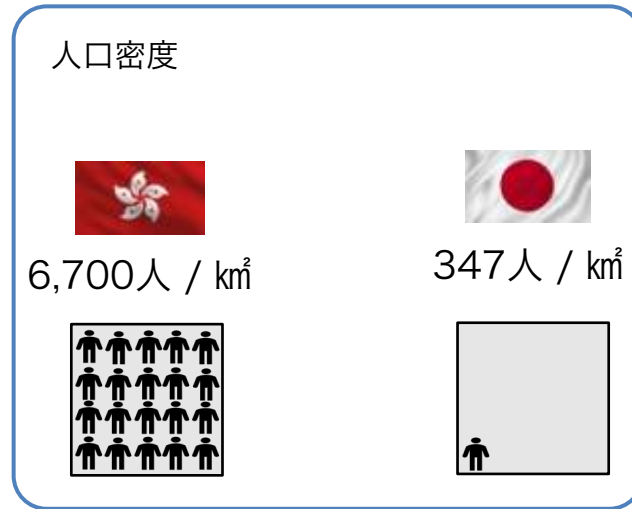 人口密度
6,700人 / ㎢
347人 / ㎢